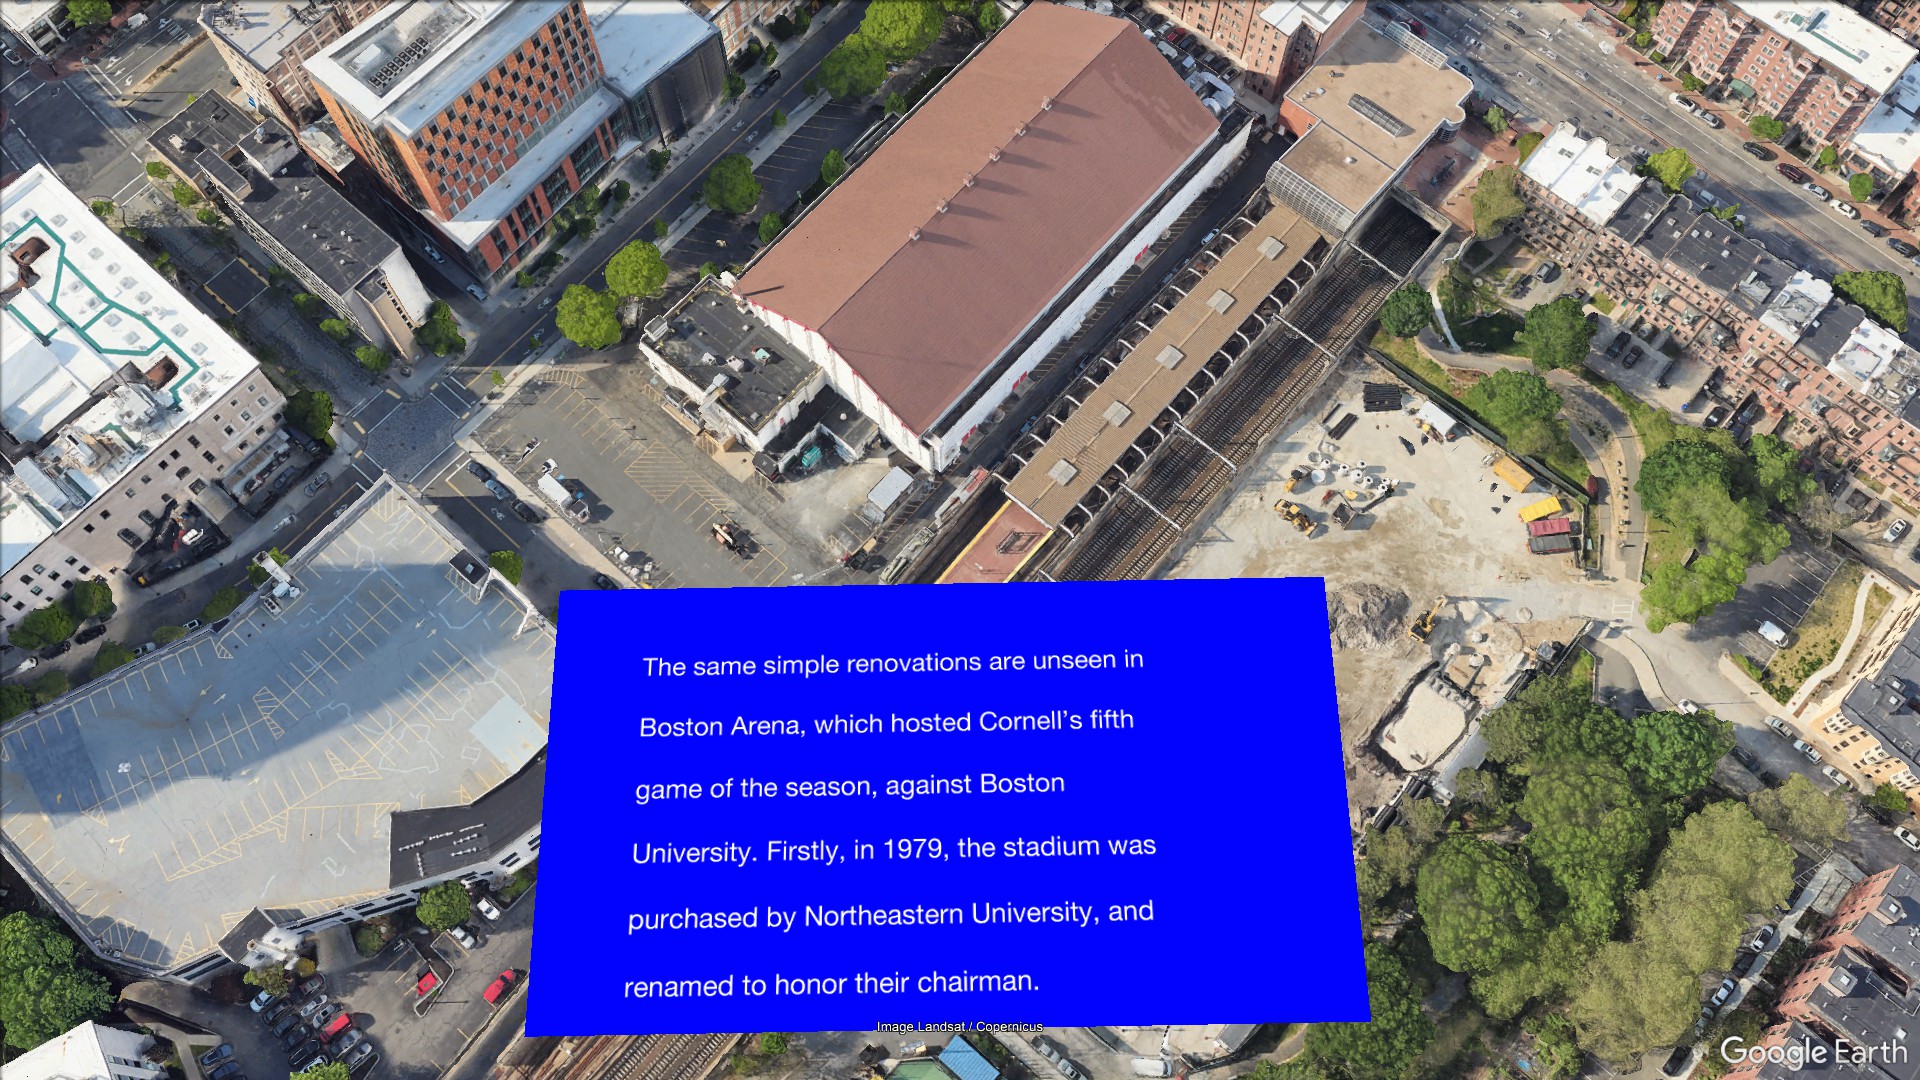 The same simple renovations are unseen in
Boston Arena, which hosted Cornell's fifth
game of the season, against Boston
University. Firstly, in 1979, the stadium was
purchased by Northeastern University, and
renamed to honor their chairman.
Image Landsat / Copernicus
Google Earth